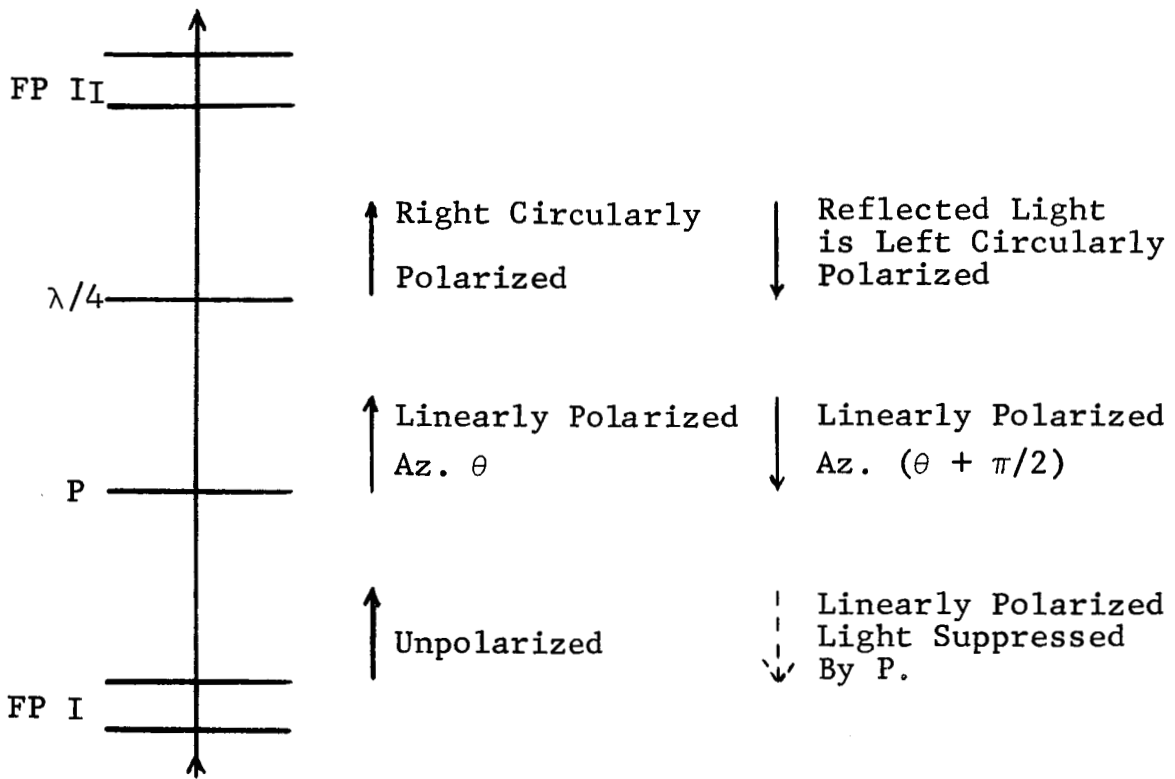 FP II
Right Circularly
Polarized
Reflected Light
is Left Circularly
Polarized
λ/4
Linearly Polarized
Az. θ
Linearly Polarized
Az. (θ + π/2)
P
Unpolarized
Linearly Polarized
Light Suppressed
By P.
FP I